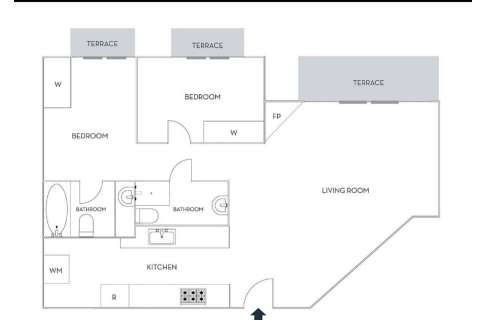 TERRACE
TERRACE
TERRACE
W
BEDROOM
FP
W
BEDROOM
LIVING ROOM
BATHROOM
BATHROOM
KITCHEN
WM
R